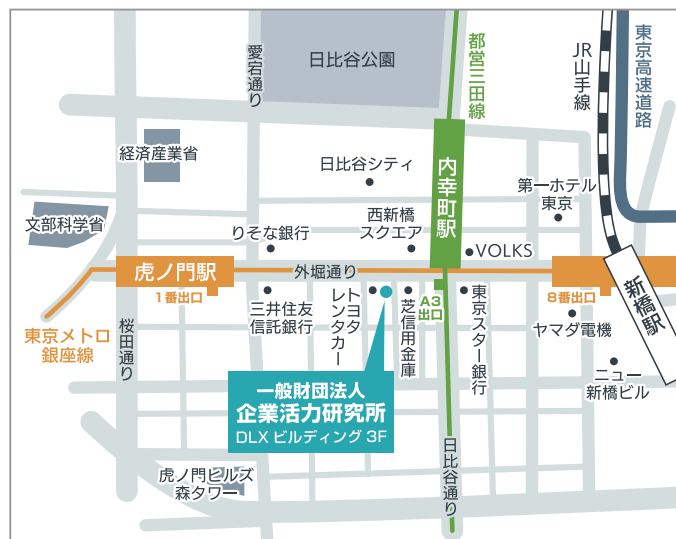 日比谷公園
愛宕通り
都営三田線
JR山手線
東京高速道路
経済産業省
日比谷シティ
内幸町駅
第一ホテル
東京
文部科学省
りそな銀行
西新橋
スクエア
VOLKS
虎ノ門駅
外堀通り
1番出口
三井住友
信託銀行
トヨタ
レンタカー
芝信用金庫
A3
出口
東京スター銀行
8番出口
ヤマダ電機
新橋駅
東京メトロ
銀座線
桜田通り
ニュー
新橋ビル
一般財団法人
企業活力研究所
DLX ビルディング 3F
日比谷通り
虎ノ門ヒルズ
森タワー